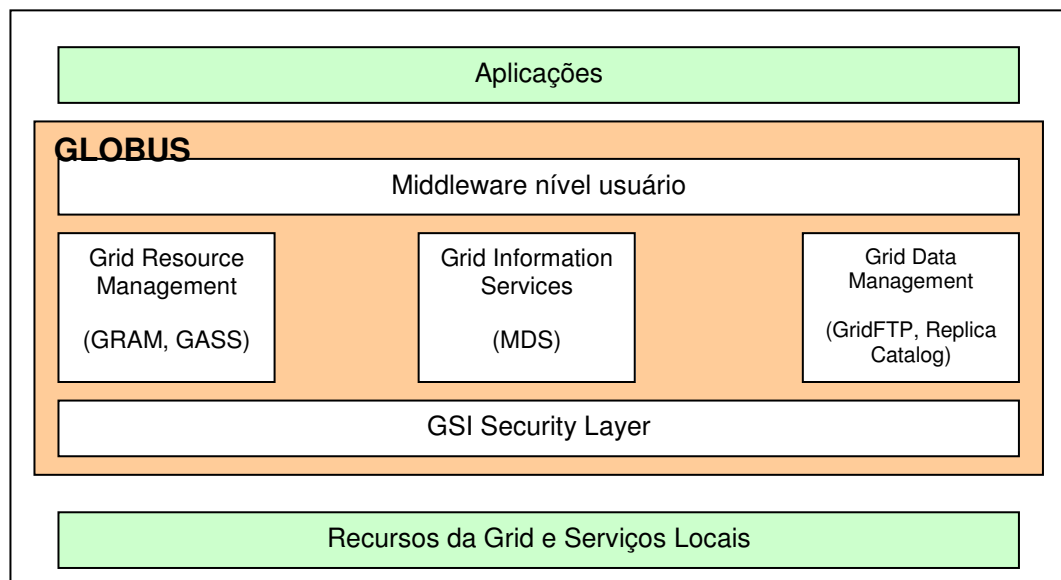 Aplicações
GLOBUS
Middleware nível usuário
Grid Resource
Management
(GRAM, GASS)
Grid Information
Services
(MDS)
Grid Data
Management
(GridFTP, Replica
Catalog)
GSI Security Layer
Recursos da Grid e Serviços Locais